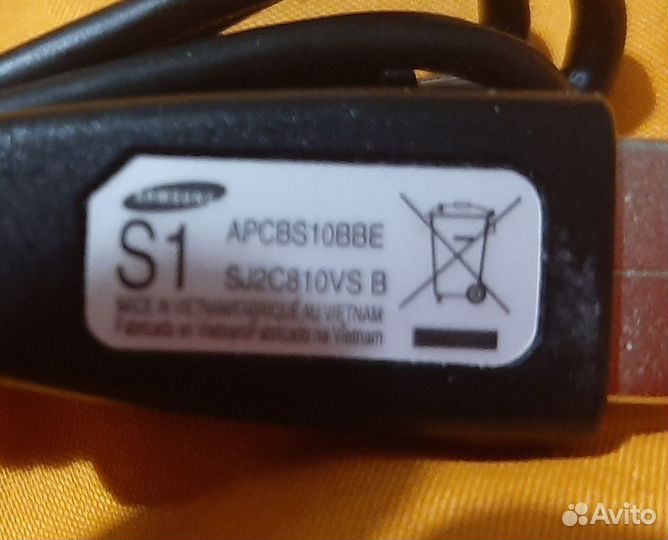 SAMSUNG
S1
APCBS10BBE
SJ2C810VS B
MADE IN VIETNAM/FABRIQUÉ AU VIETNAM
Fabricado en Vietnam/Fabricado na Vietnam
Avito